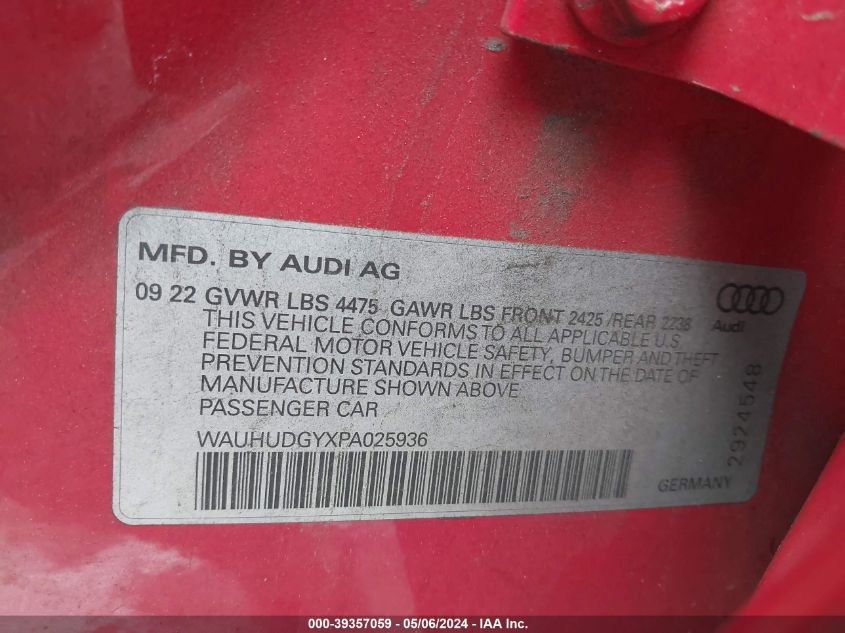 MFD. BY AUDI AG
09 22 GVWR LBS 4475 GAWR LBS FRONT 2425 /REAR 2238
THIS VEHICLE CONFORMS TO ALL APPLICABLE U.S.
FEDERAL MOTOR VEHICLE SAFETY, BUMPER AND THEFT
PREVENTION STANDARDS IN EFFECT ON THE DATE OF
MANUFACTURE SHOWN ABOVE
PASSENGER CAR
WAUHUDGYXPA025936
Audi
2924548
GERMANY
000-39357059 - 05/06/2024 - IAA Inc.